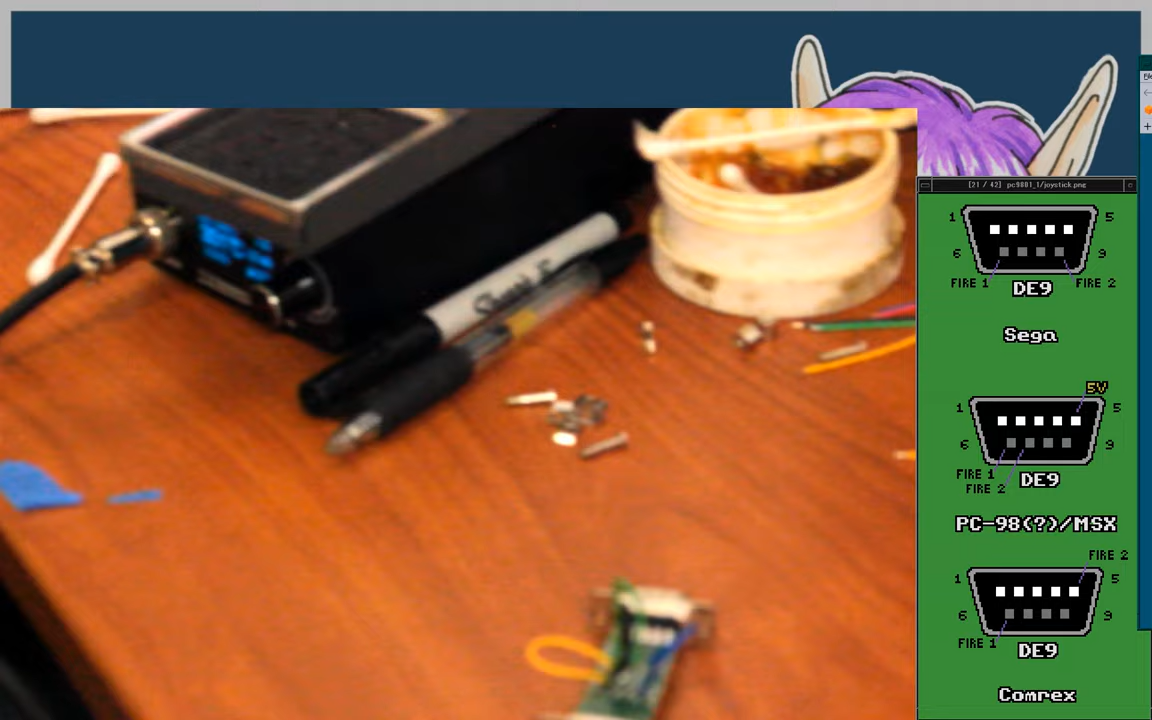 File
[21 / 42] pc9801_1/joystick.png
1
5
6
9
FIRE 1
FIRE 2
DE9
Sega
5V
1
5
6
9
FIRE 1
FIRE 2
DE9
PC-98(?)/MSX
FIRE 2
1
5
6
9
FIRE 1
DE9
Comrex
Sharpie